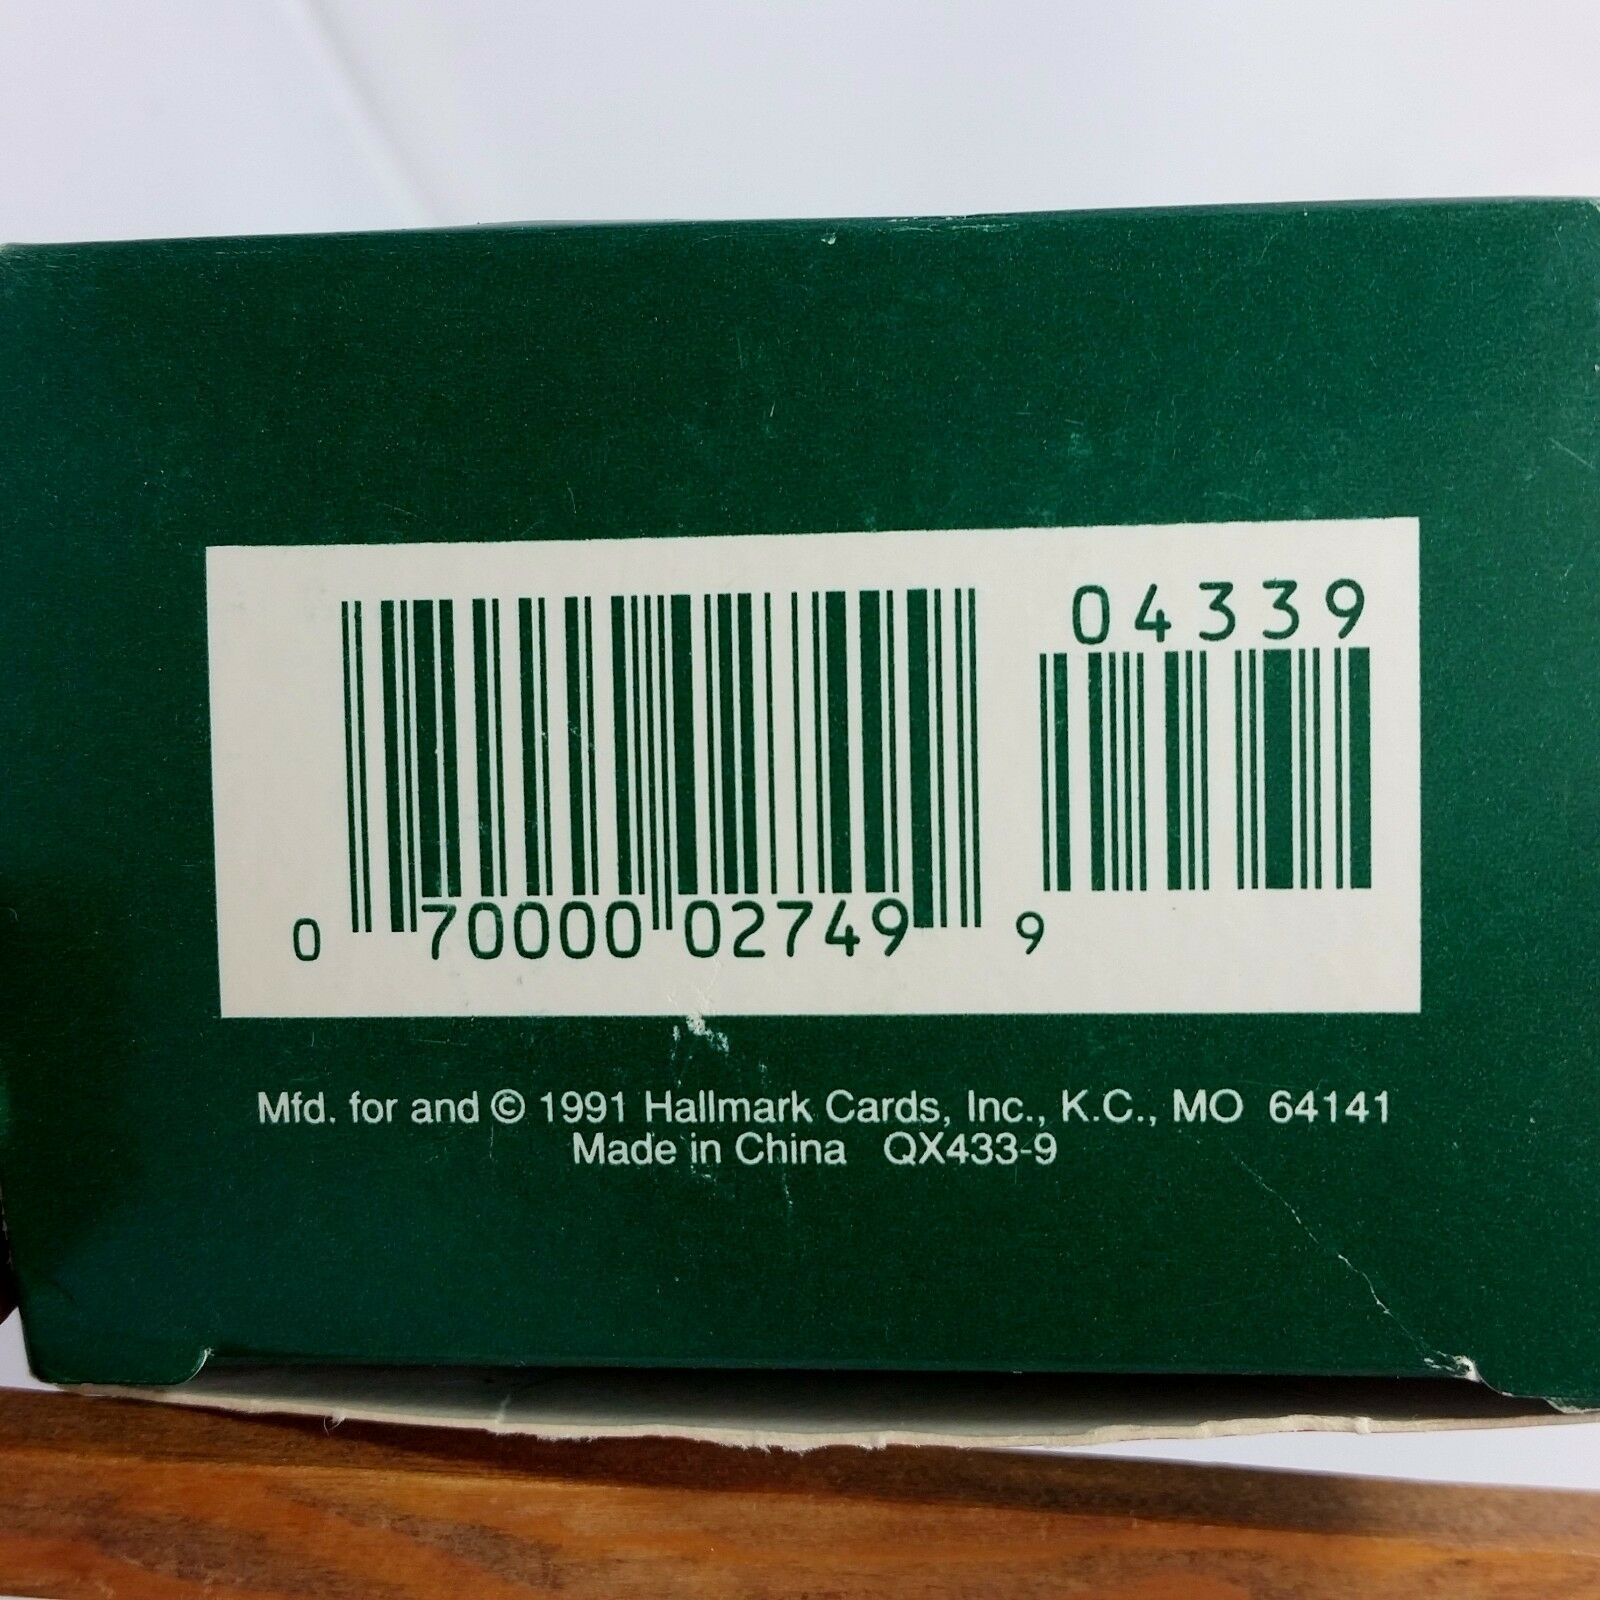 04339
0 70000 02749 9
Mfd. for and © 1991 Hallmark Cards, Inc., K.C., MO 64141
Made in China QX433-9